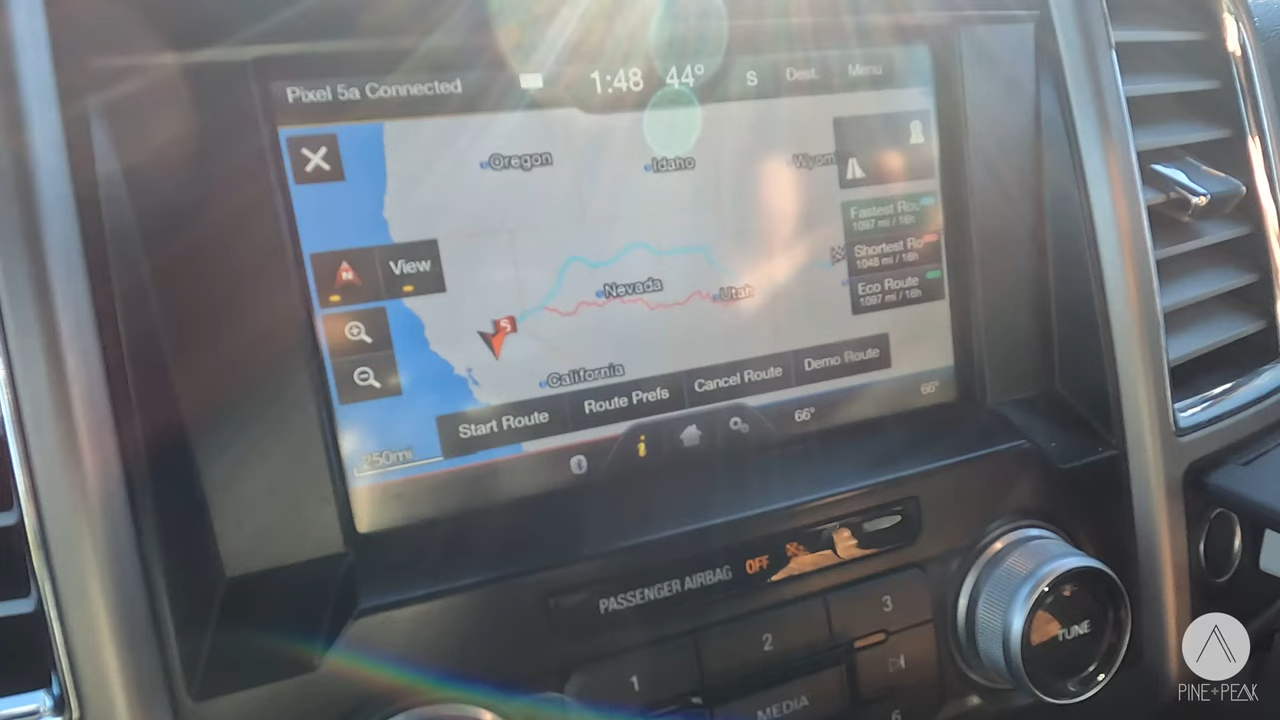 Pixel 5a Connected
1:48 44° S Dest. Menu
Oregon
Idaho
Wyom
Fastest Rou
1097 mi / 16h
Shortest Ro
1048 mi / 16h
Eco Route
1097 mi / 16h
N View
Nevada
Utah
S
California
Start Route
Route Prefs
Cancel Route
Demo Route
250mi
i
66°
66°
PASSENGER AIRBAG OFF
1
2
3
MEDIA
6
TUNE
PINE+PEAK